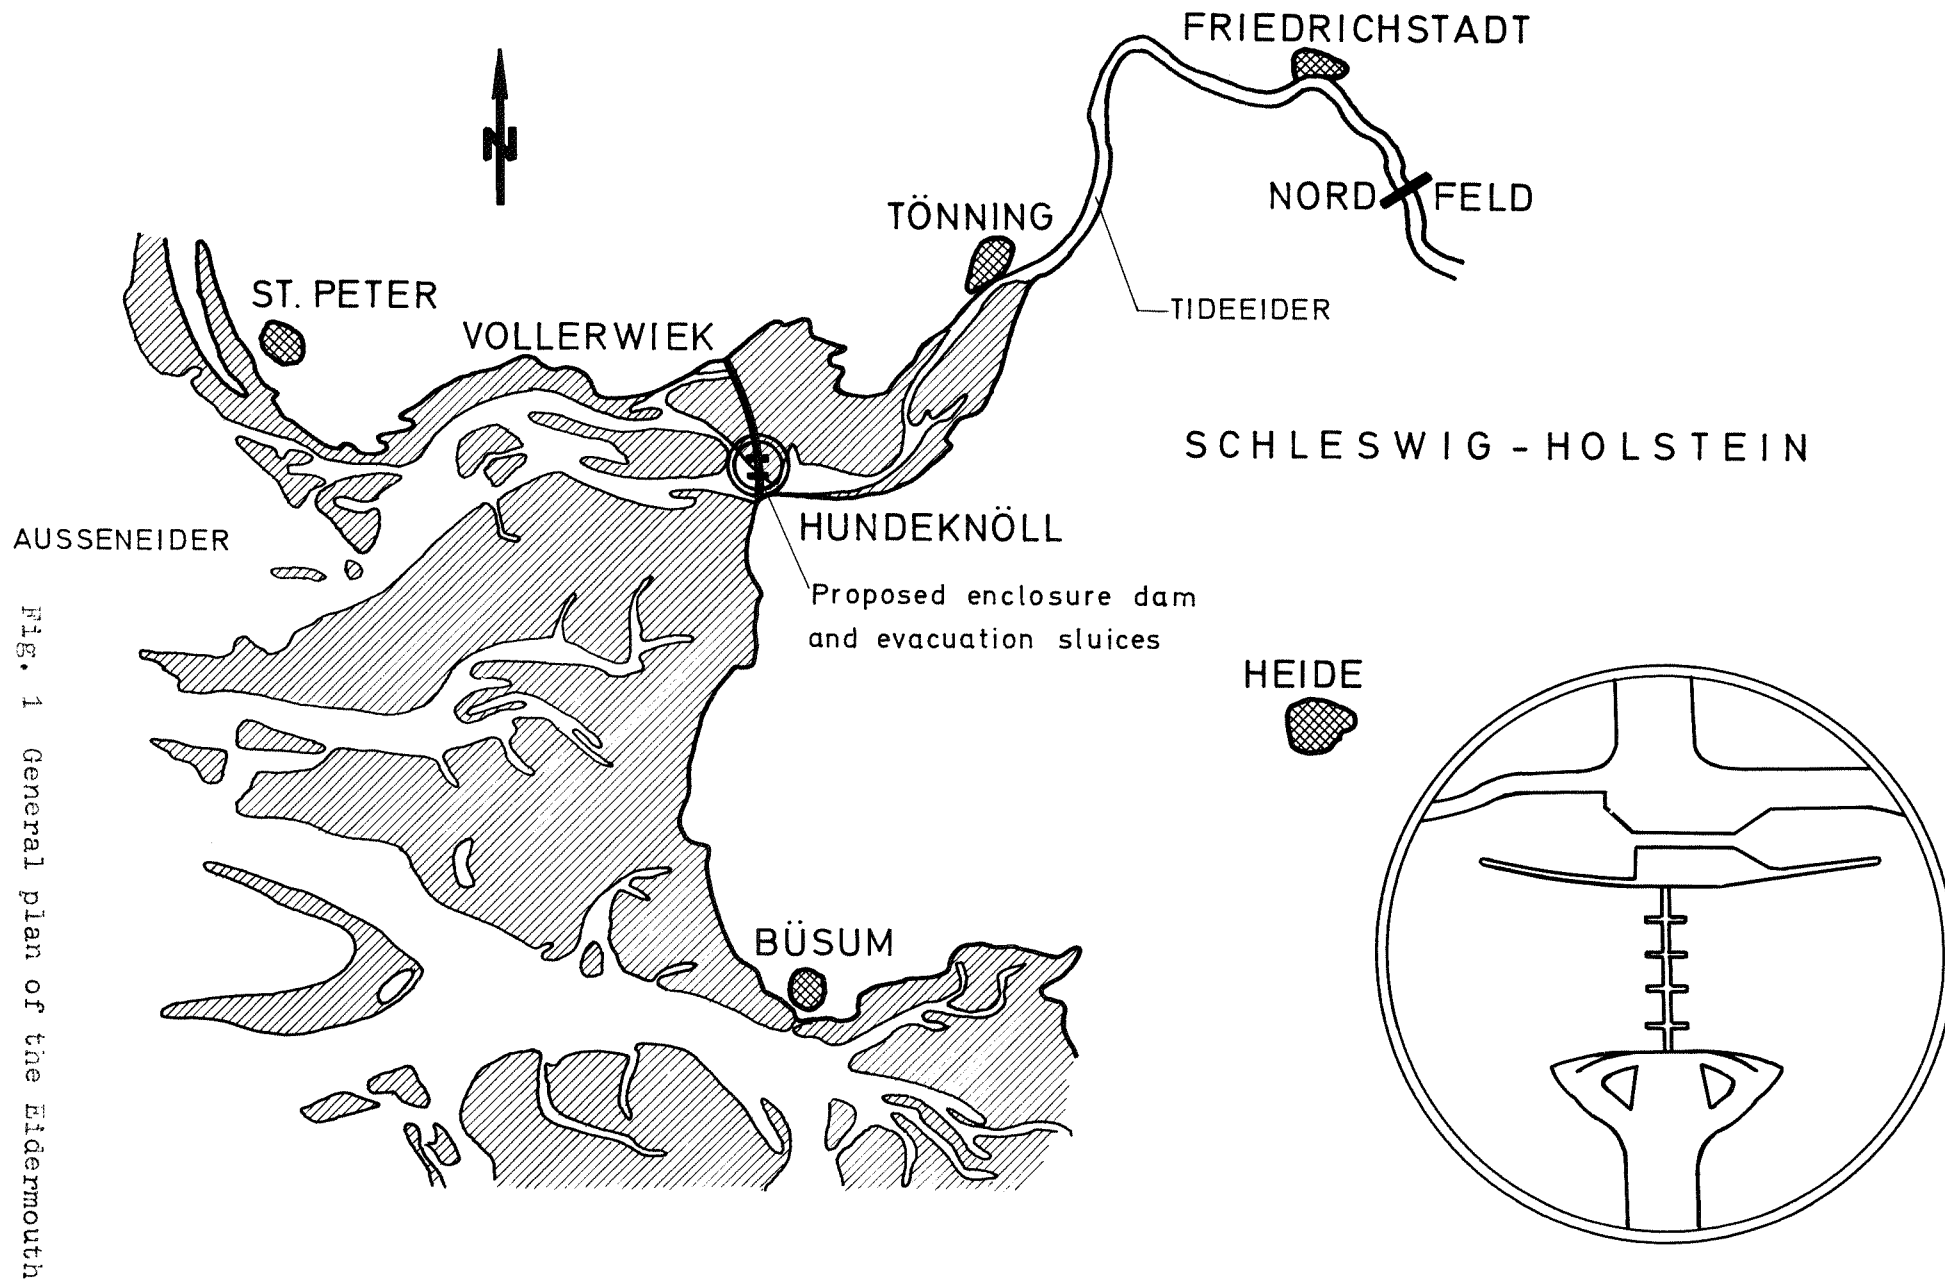 FRIEDRICHSTADT
N
NORD FELD
TÖNNING
ST. PETER
TIDEEIDER
VOLLERWIEK
SCHLESWIG - HOLSTEIN
AUSSENEIDER
HUNDEKNÖLL
Proposed enclosure dam
and evacuation sluices
HEIDE
BÜSUM
Fig. 1 General plan of the Eidermouth